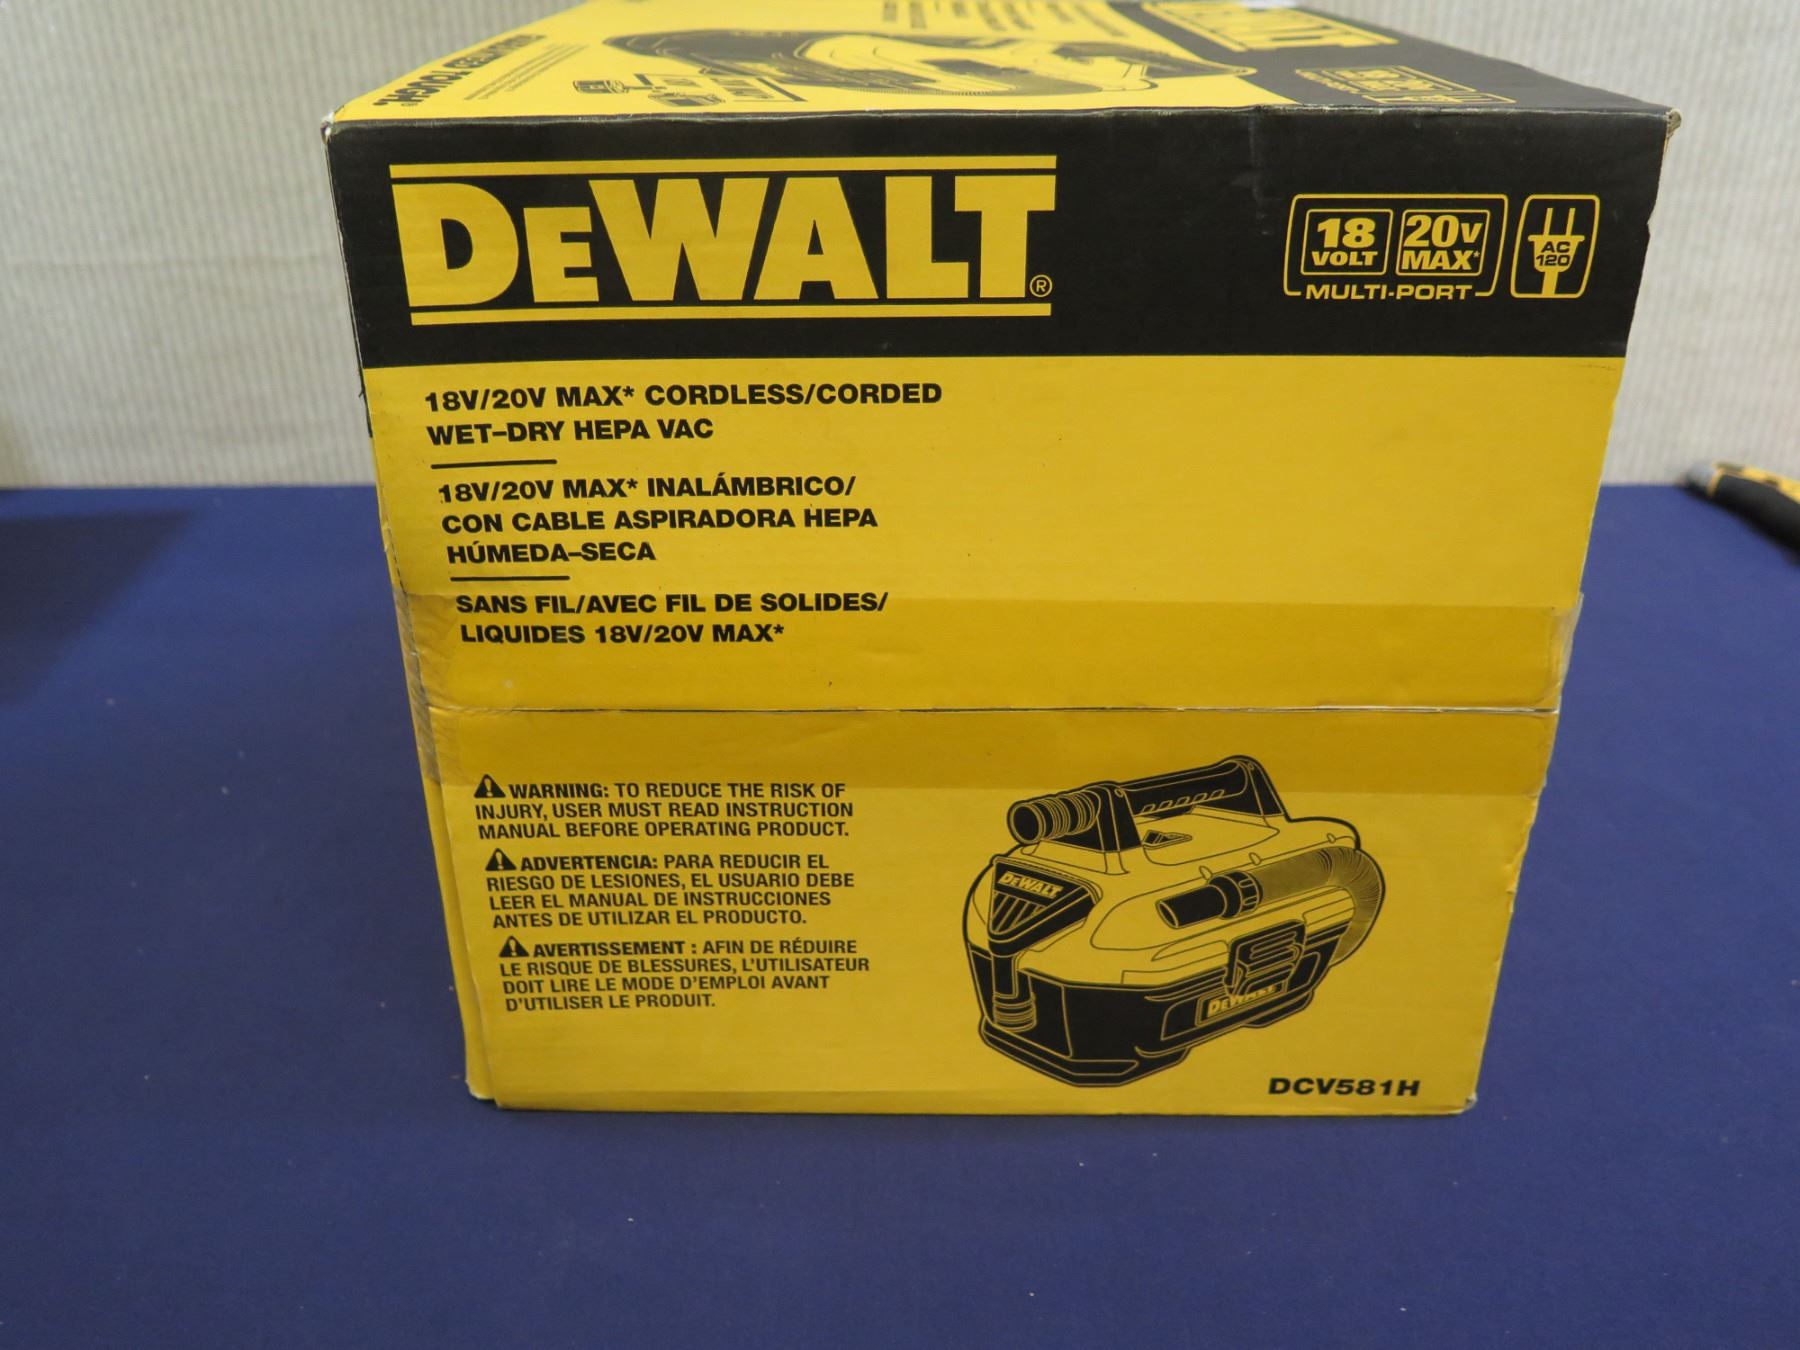 GUARANTEED TOUGH.®
DEWALT®
18 VOLT
20V MAX*
MULTI-PORT
AC 120
18V/20V MAX* CORDLESS/CORDED
WET-DRY HEPA VAC
18V/20V MAX* INALÁMBRICO/
CON CABLE ASPIRADORA HEPA
HÚMEDA-SECA
SANS FIL/AVEC FIL DE SOLIDES/
LIQUIDES 18V/20V MAX*
WARNING: TO REDUCE THE RISK OF
INJURY, USER MUST READ INSTRUCTION
MANUAL BEFORE OPERATING PRODUCT.
ADVERTENCIA: PARA REDUCIR EL
RIESGO DE LESIONES, EL USUARIO DEBE
LEER EL MANUAL DE INSTRUCCIONES
ANTES DE UTILIZAR EL PRODUCTO.
AVERTISSEMENT : AFIN DE RÉDUIRE
LE RISQUE DE BLESSURES, L'UTILISATEUR
DOIT LIRE LE MODE D'EMPLOI AVANT
D'UTILISER LE PRODUIT.
DEWALT
DEWALT
DCV581H